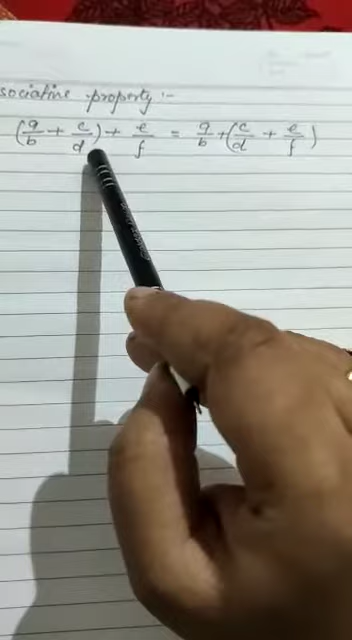 sociative property :-
(a/b + c/d) + e/f = a/b + (c/d + e/f)